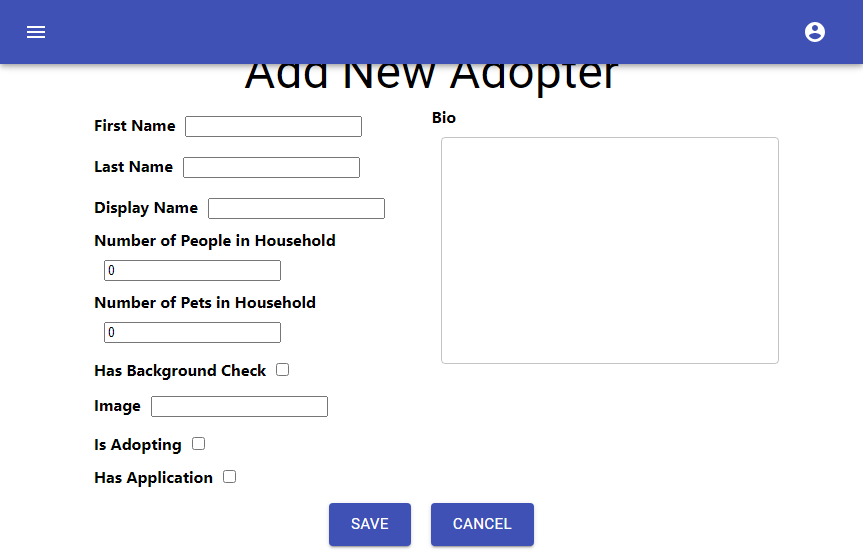 Add New Adopter
First Name
Last Name
Display Name
Number of People in Household
0
Number of Pets in Household
0
Has Background Check
Image
Is Adopting
Has Application
Bio
SAVE
CANCEL